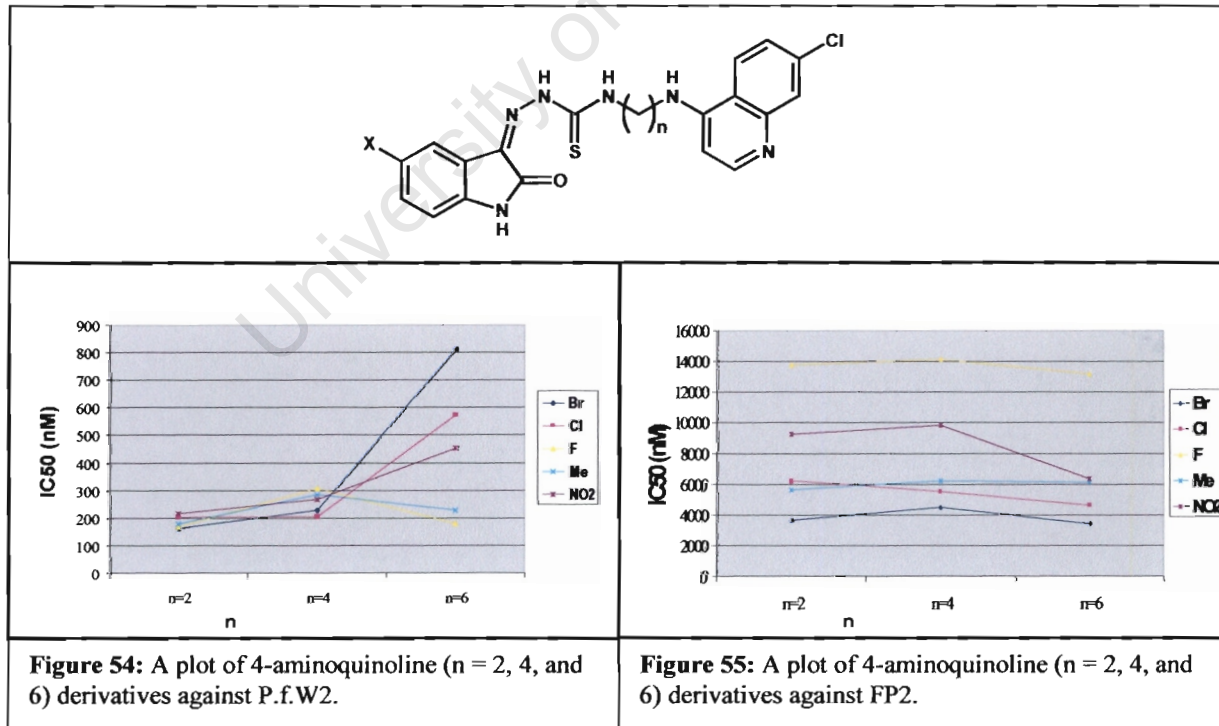 University of
Cl
H
N
H
N
H
N
N
X
S
n
N
O
N
H
900
800
700
600
500
400
300
200
100
0
IC50 (nM)
n=2
n=4
n=6
n
Br
Cl
F
Me
NO2
16000
14000
12000
10000
8000
6000
4000
2000
0
IC50 (nM)
n=2
n=4
n=6
n
Br
Cl
F
Me
NO2
Figure 54: A plot of 4-aminoquinoline (n = 2, 4, and
6) derivatives against P.f.W2.
Figure 55: A plot of 4-aminoquinoline (n = 2, 4, and
6) derivatives against FP2.